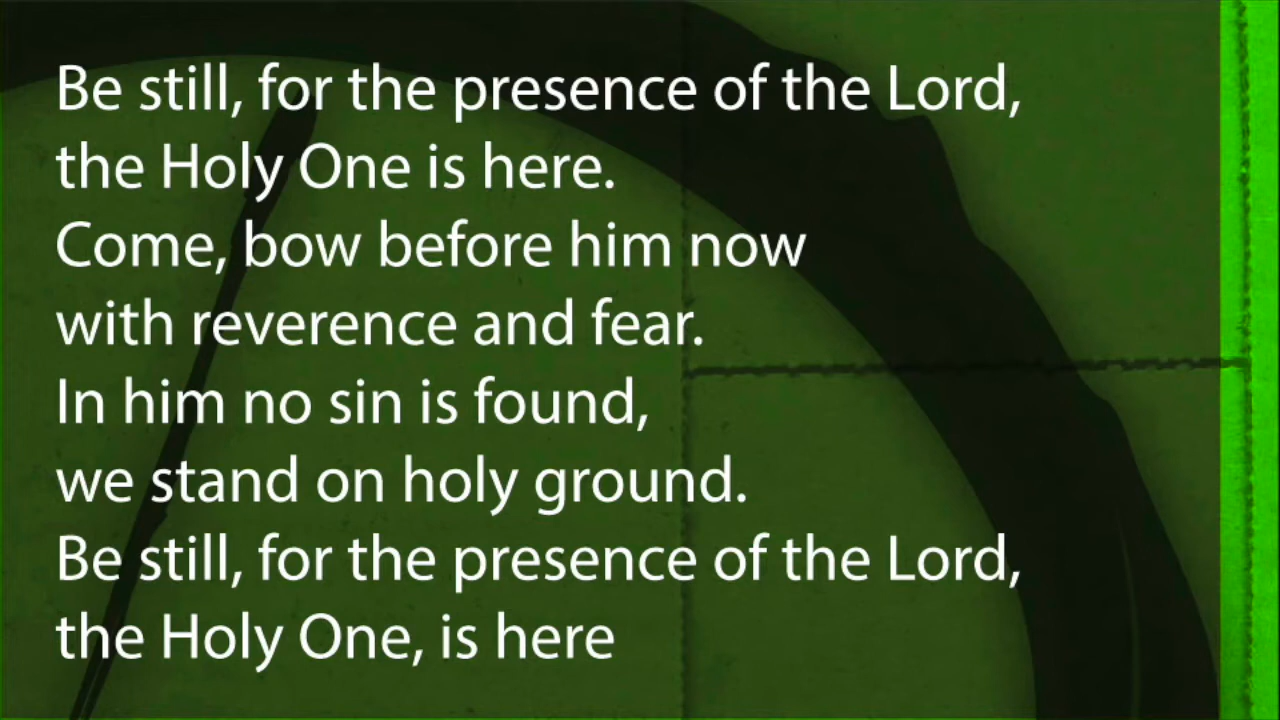 Be still, for the presence of the Lord,
the Holy One is here.
Come, bow before him now
with reverence and fear.
In him no sin is found,
we stand on holy ground.
Be still, for the presence of the Lord,
the Holy One, is here